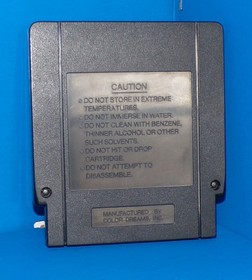 CAUTION
DO NOT STORE IN EXTREME
TEMPERATURES.
DO NOT IMMERSE IN WATER.
DO NOT CLEAN WITH BENZENE,
THINNER ALCOHOL OR OTHER
SUCH SOLVENTS.
DO NOT HIT OR DROP
CARTRIDGE.
DO NOT ATTEMPT TO
DISASSEMBLE.
MANUFACTURED BY
COLOR DREAMS, INC.